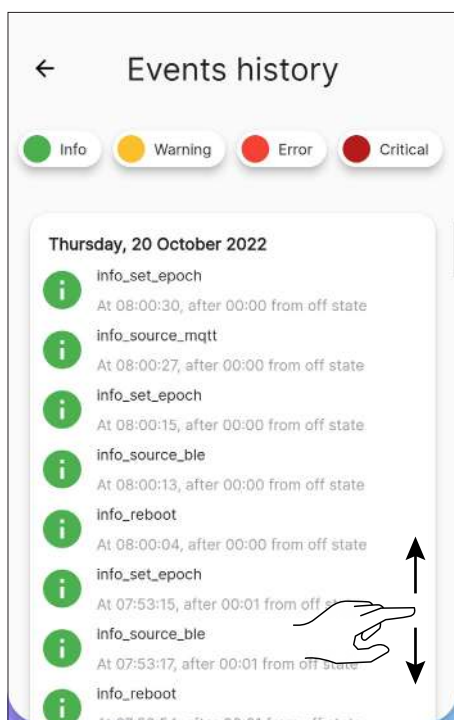 Events history
Info Warning Error Critical
Thursday, 20 October 2022
info_set_epoch
At 08:00:30, after 00:00 from off state
info_source_mqtt
At 08:00:27, after 00:00 from off state
info_set_epoch
At 08:00:15, after 00:00 from off state
info_source_ble
At 08:00:13, after 00:00 from off state
info_reboot
At 08:00:04, after 00:00 from off state
info_set_epoch
At 07:53:15, after 00:01 from off state
info_source_ble
At 07:53:17, after 00:01 from off state
info_reboot